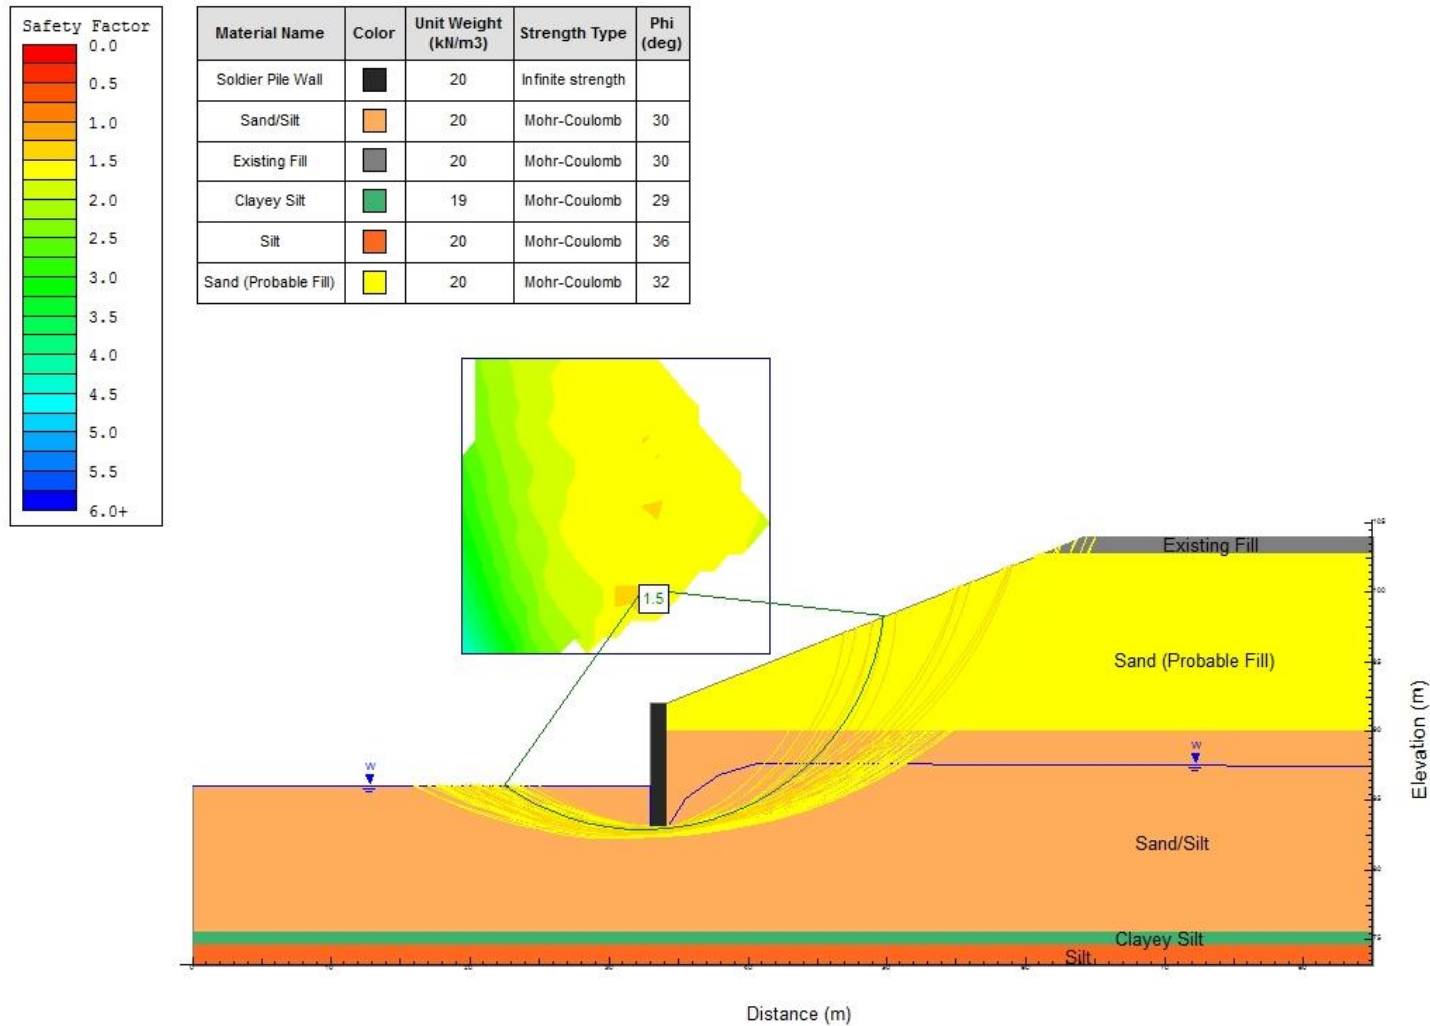 Safety Factor
0.0
0.5
1.0
1.5
2.0
2.5
3.0
3.5
4.0
4.5
5.0
5.5
6.0+
Material Name Color Unit Weight (kN/m3) Strength Type Phi (deg)
Soldier Pile Wall 20 Infinite strength
Sand/Silt 20 Mohr-Coulomb 30
Existing Fill 20 Mohr-Coulomb 30
Clayey Silt 19 Mohr-Coulomb 29
Silt 20 Mohr-Coulomb 36
Sand (Probable Fill) 20 Mohr-Coulomb 32
1.5
105
Existing Fill
100
Sand (Probable Fill)
W
W
Sand/Silt
Clayey Silt
Silt
Elevation (m)
Distance (m)